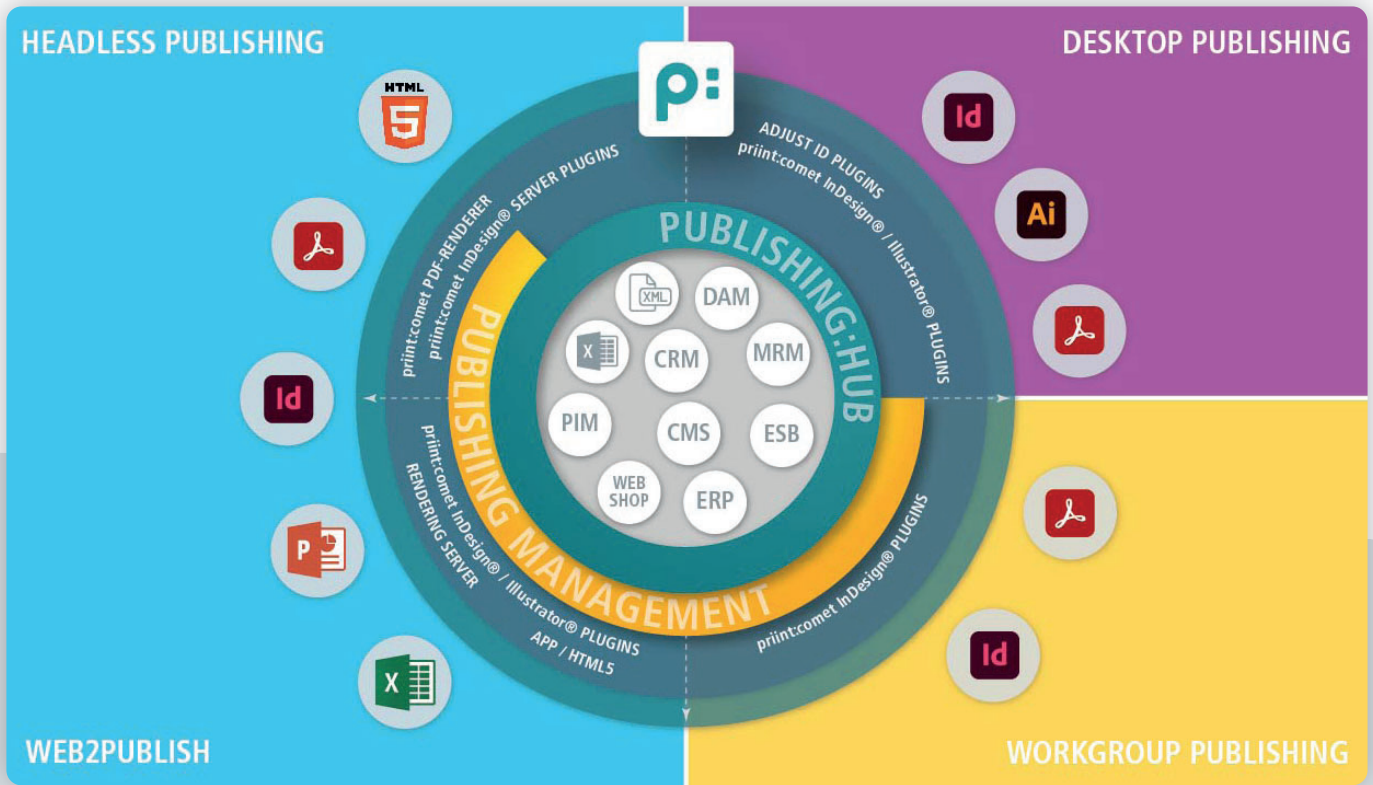 HEADLESS PUBLISHING
DESKTOP PUBLISHING
p:
HTML
5
Id
Ai
Id
P
X
priint:comet PDF-RENDERER
priint:comet InDesign® SERVER PLUGINS
ADJUST ID PLUGINS
priint:comet InDesign® / Illustrator® PLUGINS
PUBLISHING:HUB
XML
DAM
X
CRM
MRM
PIM
CMS
ESB
WEB
SHOP
ERP
PUBLISHING MANAGEMENT
priint:comet InDesign® / Illustrator® PLUGINS
RENDERING SERVER
APP / HTML5
priint:comet InDesign® PLUGINS
Id
WEB2PUBLISH
WORKGROUP PUBLISHING